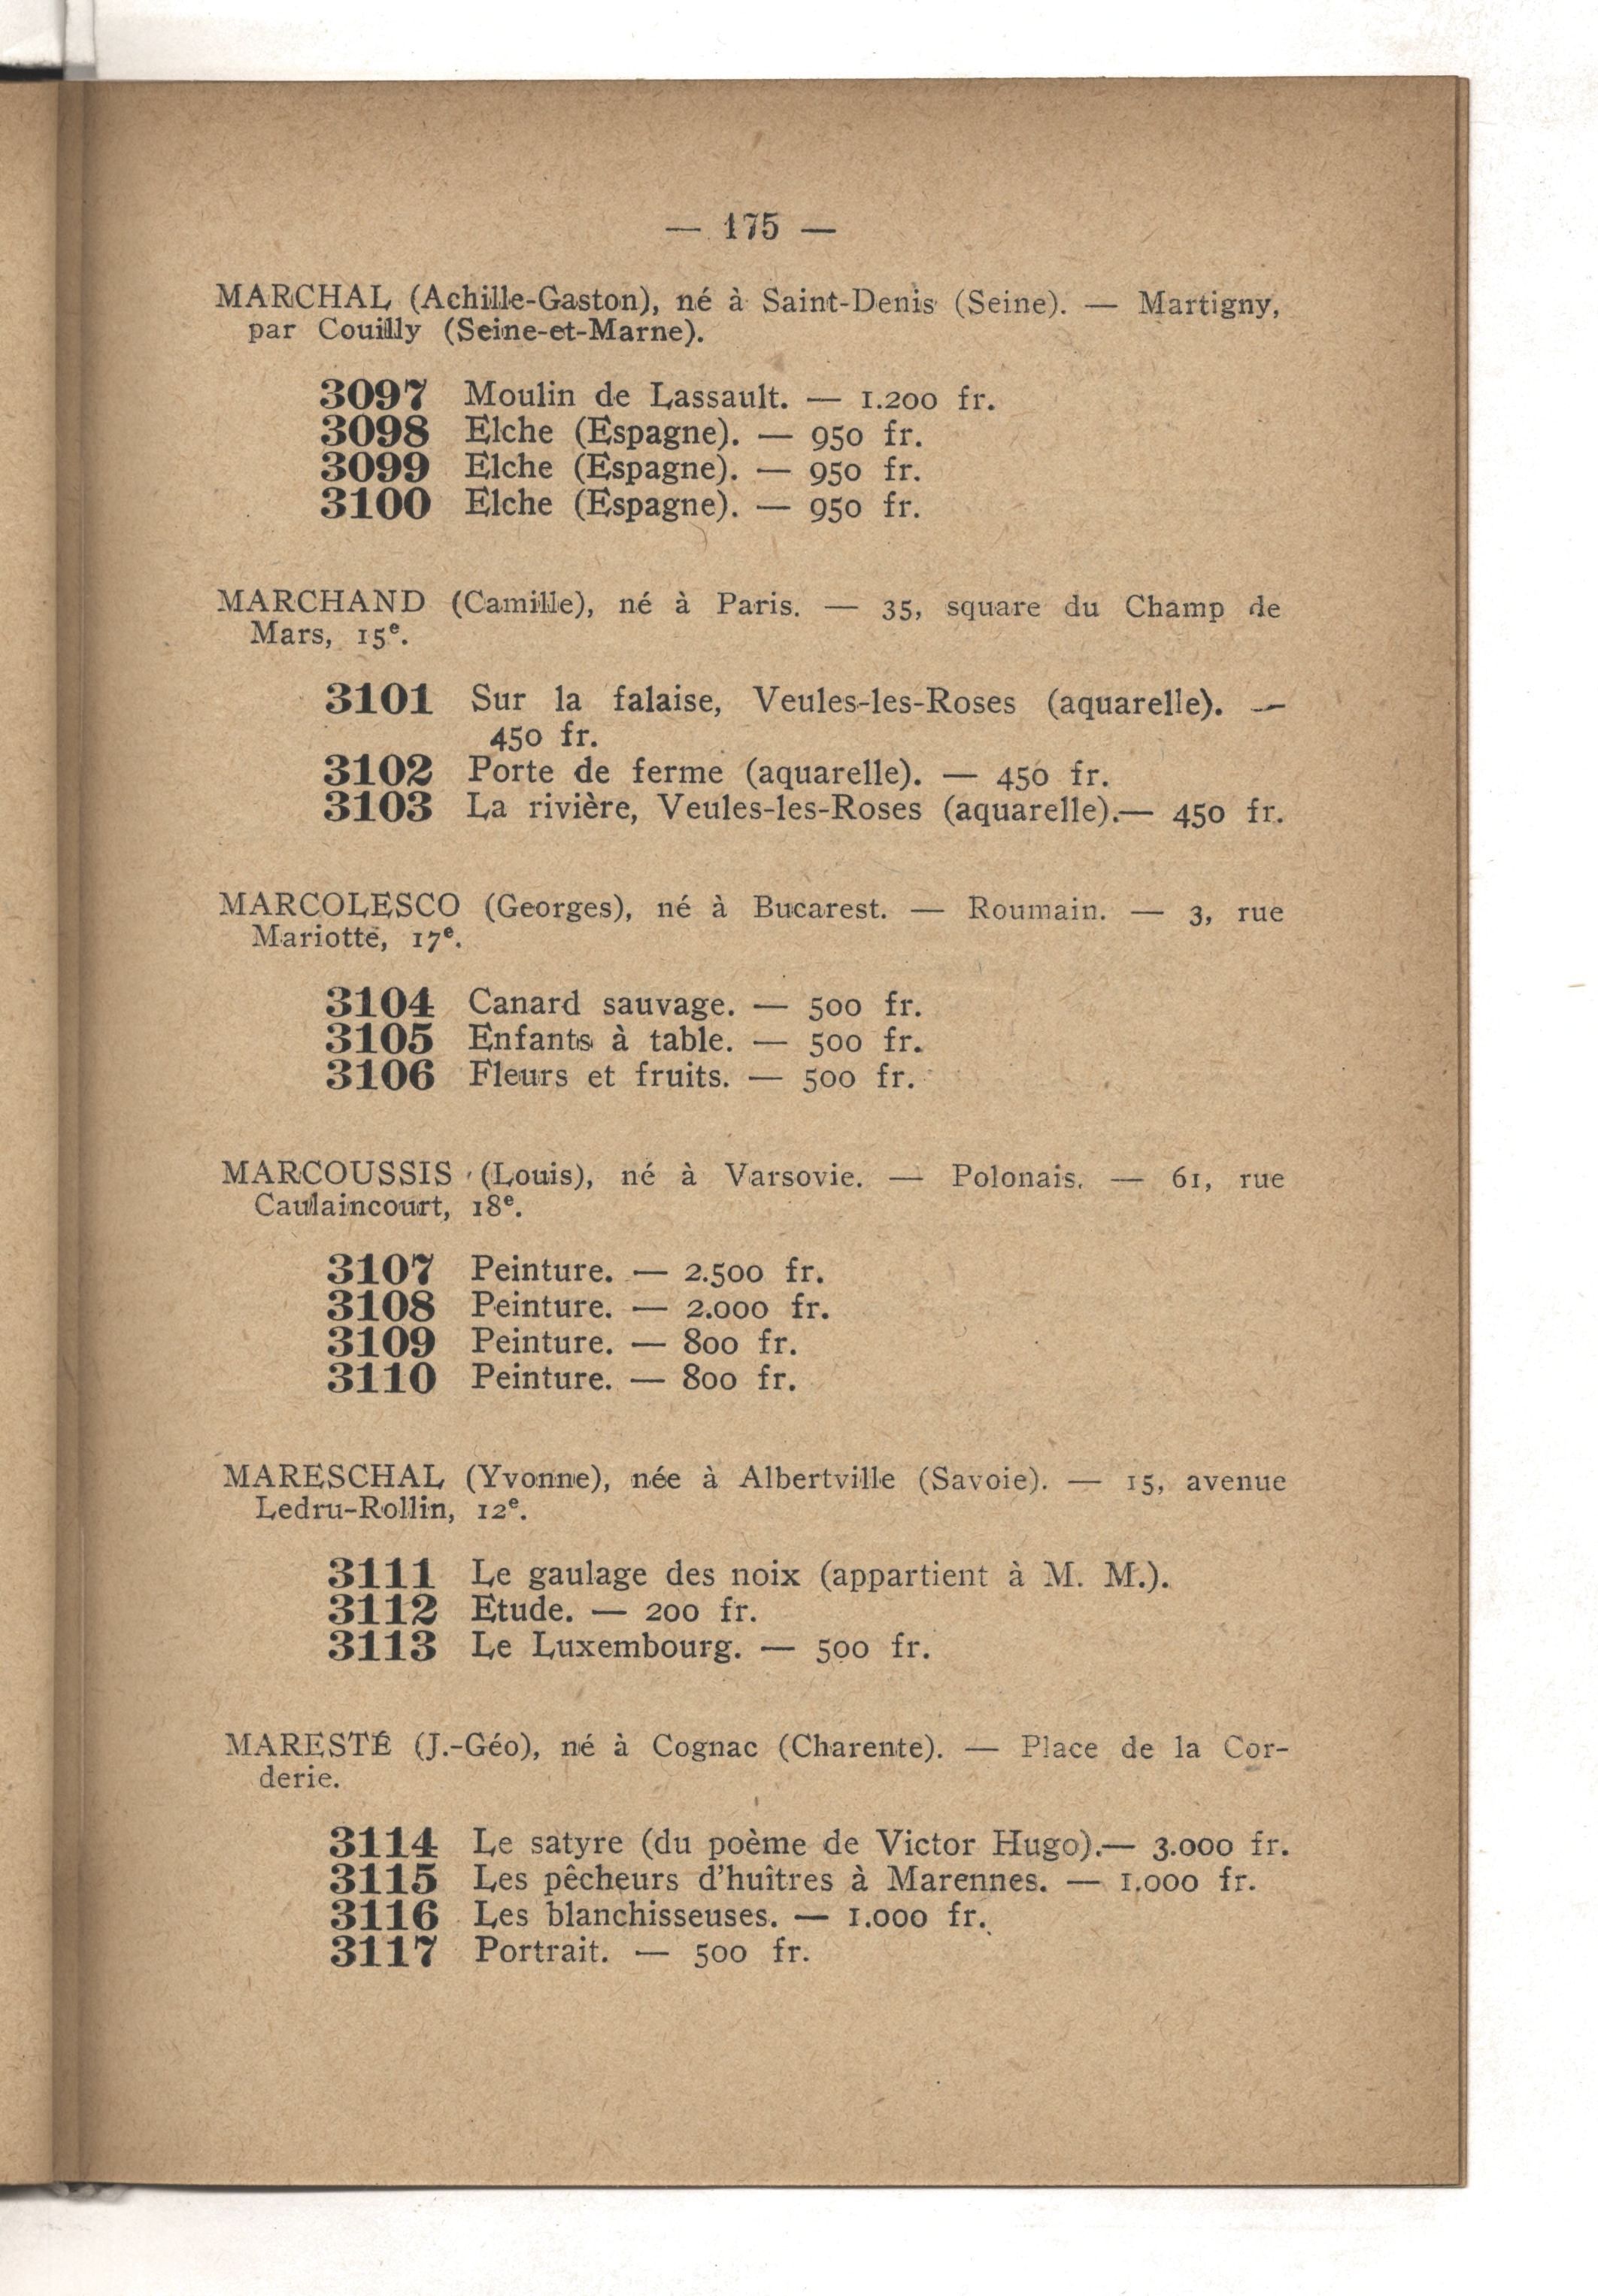 — 175 —
MARCHAL (Achille-Gaston), né à Saint-Denis (Seine). — Martigny,
par Couilly (Seine-et-Marne).
3097 Moulin de Lassault. — 1.200 fr.
3098 Elche (Espagne). — 950 fr.
3099 Elche (Espagne). — 950 fr.
3100 Elche (Espagne). — 950 fr.
MARCHAND (Camille), né à Paris. — 35, square du Champ de
Mars, 15e.
3101 Sur la falaise, Veules-les-Roses (aquarelle). —
450 fr.
3102 Porte de ferme (aquarelle). — 450 fr.
3103 La rivière, Veules-les-Roses (aquarelle).— 450 fr.
MARCOLESCO (Georges), né à Bucarest. — Roumain. — 3, rue
Mariotte, 17e.
3104 Canard sauvage. — 500 fr.
3105 Enfants à table. — 500 fr.
3106 Fleurs et fruits. — 500 fr.
MARCOUSSIS (Louis), né à Varsovie. — Polonais. — 61, rue
Caulaincourt, 18e.
3107 Peinture. — 2.500 fr.
3108 Peinture. — 2.000 fr.
3109 Peinture. — 800 fr.
3110 Peinture. — 800 fr.
MARESCHAL (Yvonne), née à Albertville (Savoie). — 15, avenue
Ledru-Rollin, 12e.
3111 Le gaulage des noix (appartient à M. M.).
3112 Etude. — 200 fr.
3113 Le Luxembourg. — 500 fr.
MARESTÉ (J.-Géo), né à Cognac (Charente). — Place de la Cor-
derie.
3114 Le satyre (du poème de Victor Hugo).— 3.000 fr.
3115 Les pêcheurs d'huîtres à Marennes. — 1.000 fr.
3116 Les blanchisseuses. — 1.000 fr.
3117 Portrait. — 500 fr.